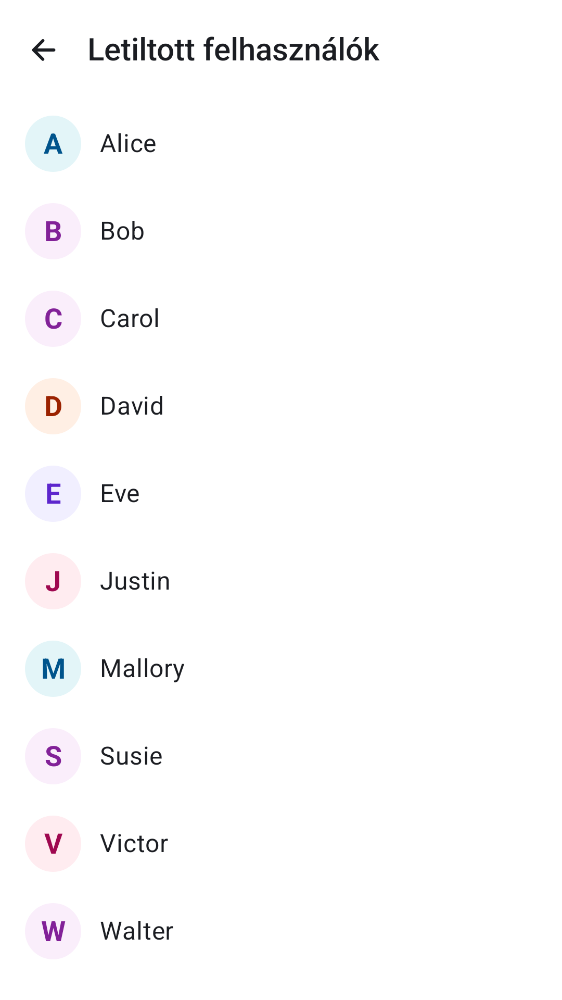 Letiltott felhasználók
A Alice
B Bob
C Carol
D David
E Eve
J Justin
M Mallory
S Susie
V Victor
W Walter